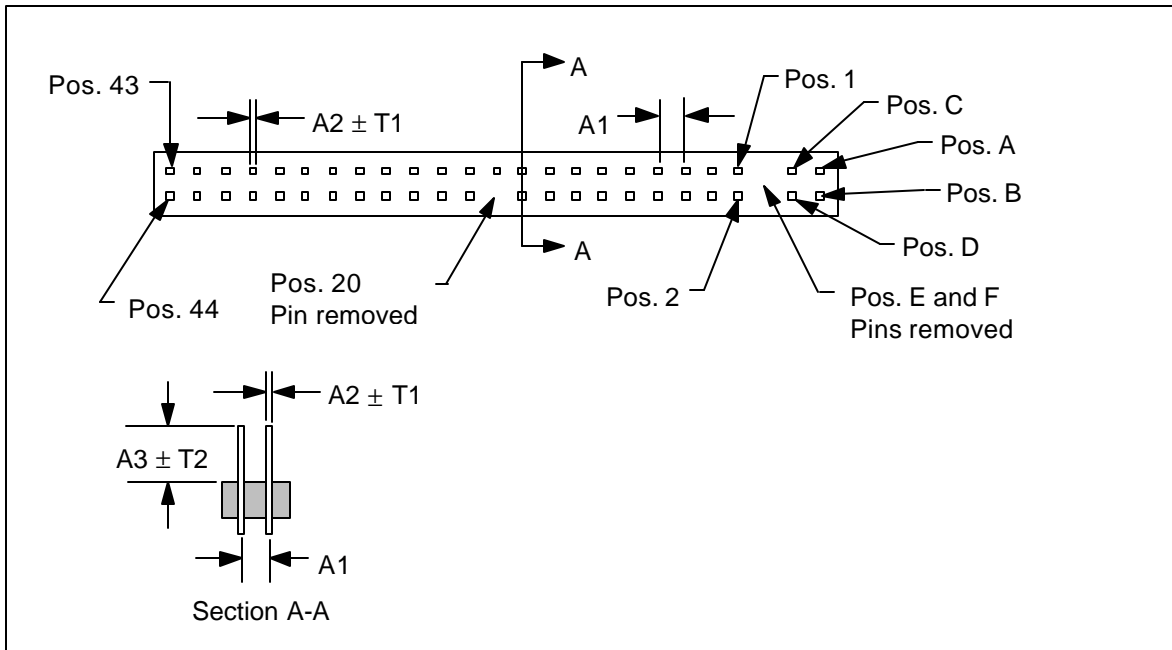 A
Pos. 43
Pos. 1
Pos. C
A2 ± T1
A1
Pos. A
Pos. B
Pos. D
A
Pos. 20
Pin removed
Pos. 2
Pos. E and F
Pins removed
Pos. 44
A2 ± T1
A3 ± T2
A1
Section A-A